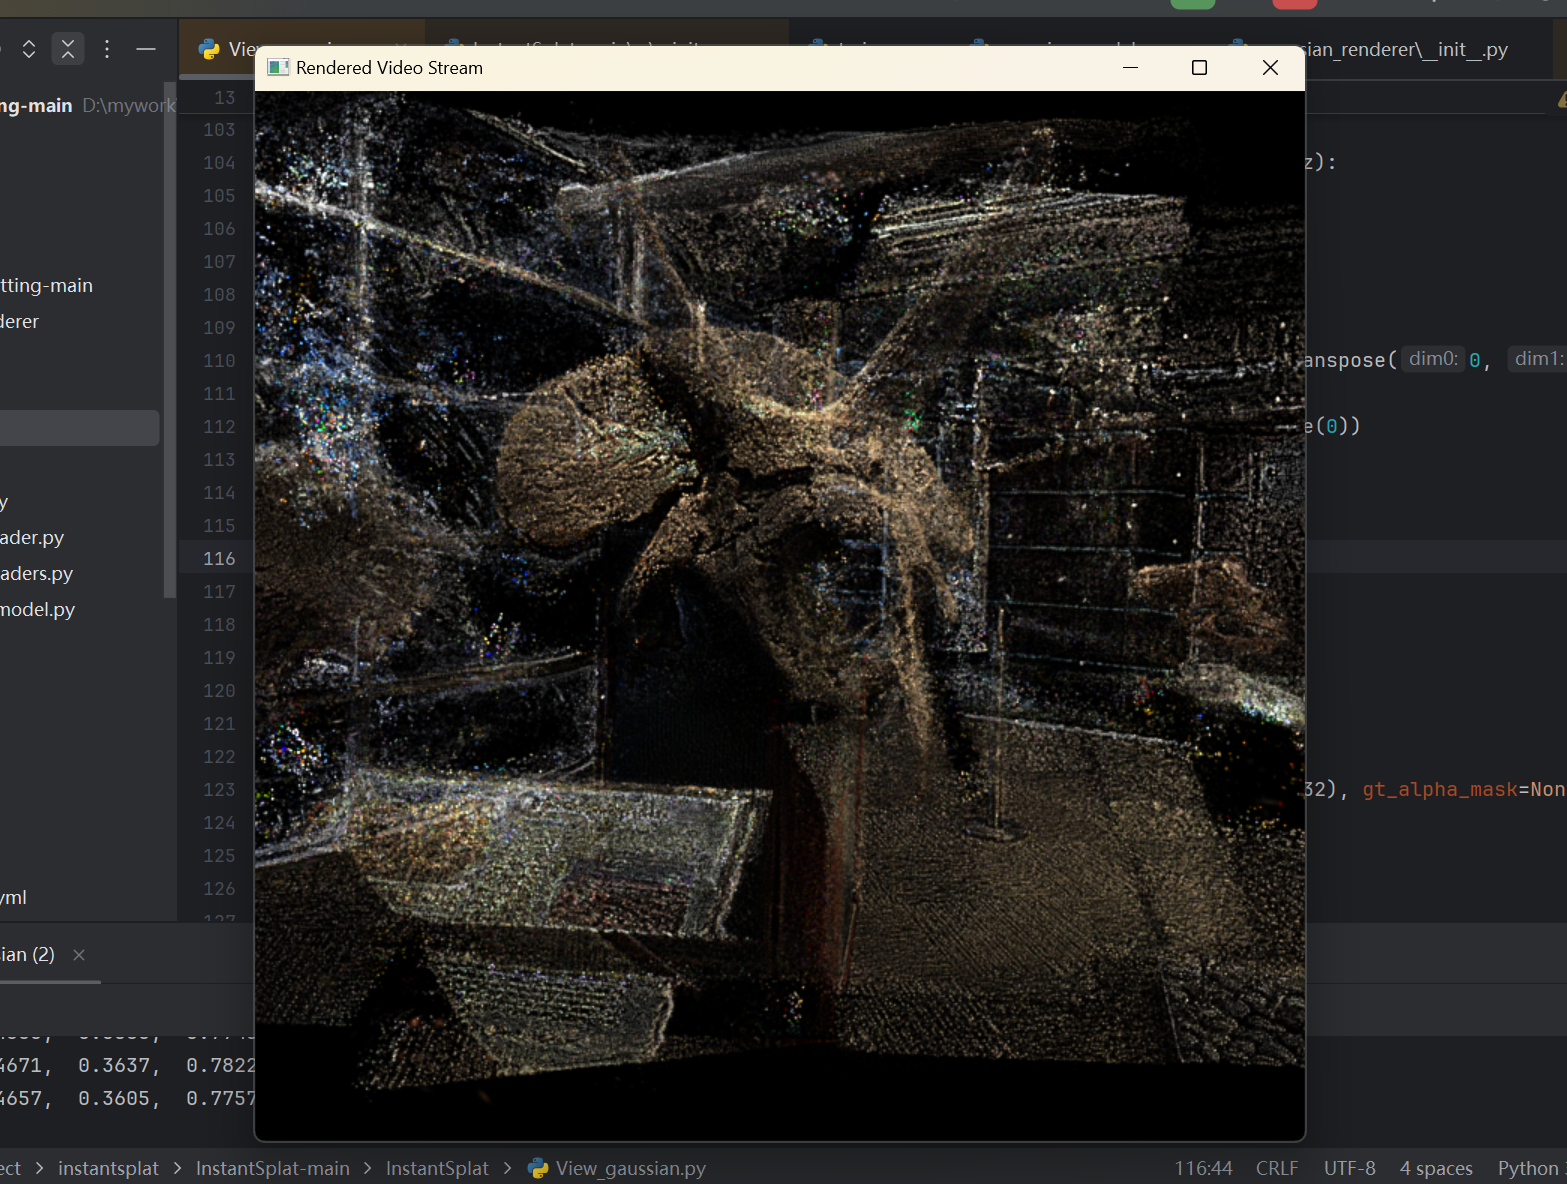 Rendered Video Stream
sian_renderer\__init__.py
ng-main D:\mywork
13
103
104
z):
105
106
107
tting-main
108
derer
109
110
anspose( dim0: 0, dim1:
111
112
e(0))
113
114
y
115
ader.py
116
aders.py
117
model.py
118
119
120
121
122
123
32), gt_alpha_mask=Non
124
125
126
yml
127
ian (2)
4671, 0.3637, 0.7822
4657, 0.3605, 0.7757
ect > instantsplat > InstantSplat-main > InstantSplat > View_gaussian.py
116:44 CRLF UTF-8 4 spaces Python